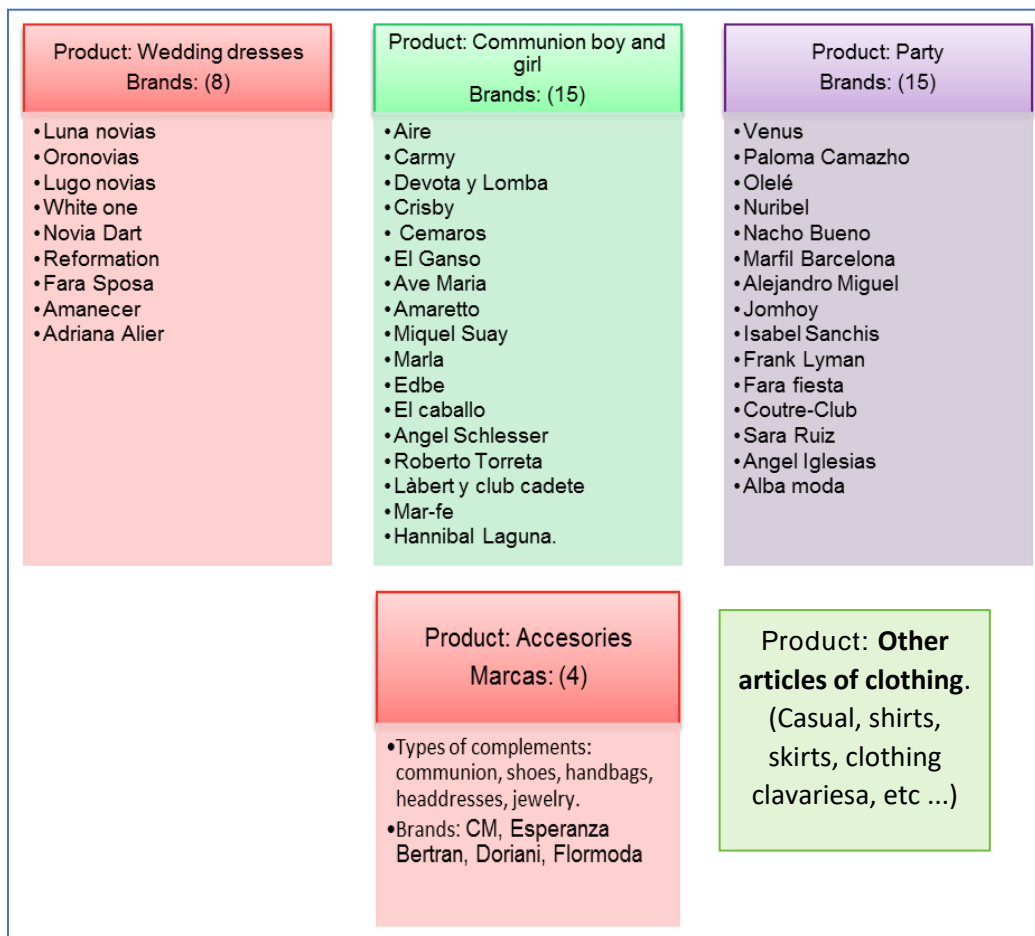 Product: Wedding dresses
Brands: (8)
•Luna novias
•Oronovias
•Lugo novias
•White one
•Novia Dart
•Reformation
•Fara Sposa
•Amanecer
•Adriana Alier
Product: Communion boy and
girl
Brands: (15)
•Aire
•Carmy
•Devota y Lomba
•Crisby
• Cemaros
•El Ganso
•Ave Maria
•Amaretto
•Miquel Suay
•Marla
•Edbe
•El caballo
•Angel Schlesser
•Roberto Torreta
•Làbert y club cadete
•Mar-fe
•Hannibal Laguna.
Product: Party
Brands: (15)
•Venus
•Paloma Camazho
•Olelé
•Nuribel
•Nacho Bueno
•Marfil Barcelona
•Alejandro Miguel
•Jomhoy
•Isabel Sanchis
•Frank Lyman
•Fara fiesta
•Coutre-Club
•Sara Ruiz
•Angel Iglesias
•Alba moda
Product: Accesories
Marcas: (4)
•Types of complements:
communion, shoes, handbags,
headdresses, jewelry.
•Brands: CM, Esperanza
Bertran, Doriani, Flormoda
Product: Other
articles of clothing.
(Casual, shirts,
skirts, clothing
clavariesa, etc ...)